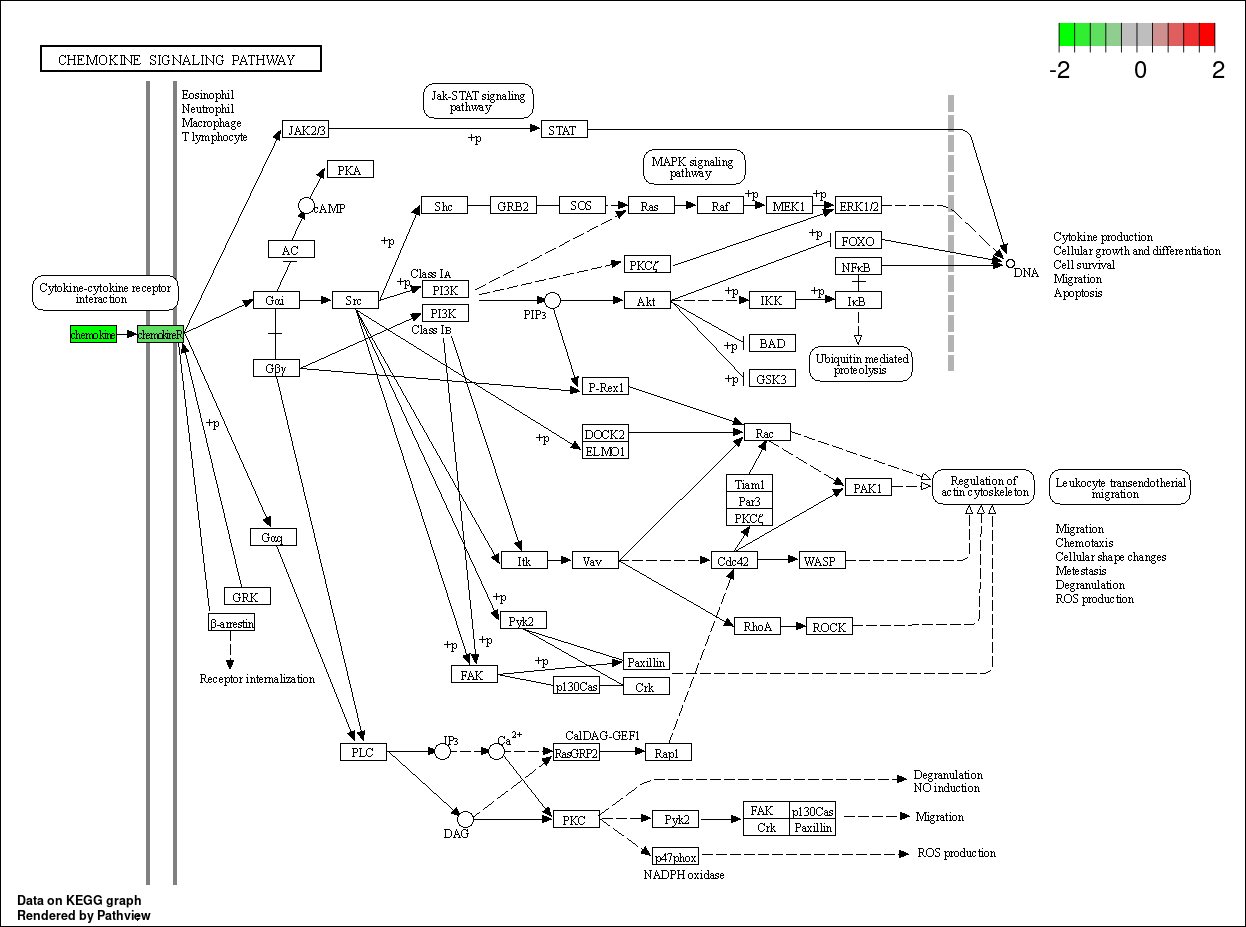 -2 0 2
CHEMOKINE SIGNALING PATHWAY
Eosinophil
Neutrophil
Macrophage
T lymphocyte
Jak-STAT signaling
pathway
JAK2/3
+p
STAT
MAPK signaling
pathway
PKA
cAMP
AC
Shc
GRB2
SOS
Ras
Raf
+p
MEK1
+p
ERK1/2
+p
+p
FOXO
Cytokine production
Cellular growth and differentiation
Cell survival
Migration
Apoptosis
DNA
NFκB
PKCζ
Class IA
+p
PI3K
Cytokine-cytokine receptor
interaction
Gαi
Src
PI3K
Class IB
PIP3
Akt
IKK
+p
IκB
chemokine
chemokineR
+p
BAD
Ubiquitin mediated
proteolysis
Gβγ
P-Rex1
+p
GSK3
+p
+p
DOCK2
ELMO1
Rac
Tiam1
Par3
PKCζ
PAK1
Regulation of
actin cytoskeleton
Leukocyte transendotherial
migration
Migration
Chemotaxis
Cellular shape changes
Metestasis
Degranulation
ROS production
Gαq
Itk
Vav
Cdc42
WASP
GRK
+p
β-arrestin
Pyk2
RhoA
ROCK
+p
+p
+p
Receptor internalization
FAK
Paxillin
p130Cas
Crk
PLC
IP3
Ca2+
CalDAG-GEF1
RasGRP2
Rap1
Degranulation
NO induction
DAG
PKC
Pyk2
FAK
p130Cas
Crk
Paxillin
Migration
p47phox
ROS production
NADPH oxidase
Data on KEGG graph
Rendered by Pathview